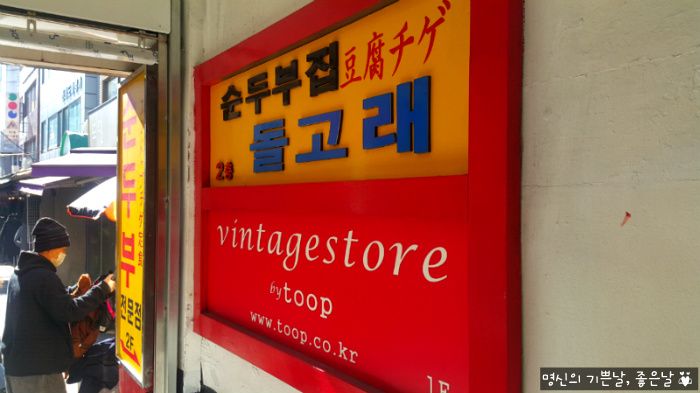 순두부집 豆腐チゲ
2층 돌고래
vintagestore
by toop
www.toop.co.kr
1F
순두부
전문점
2F
명신의 기쁜날, 좋은날